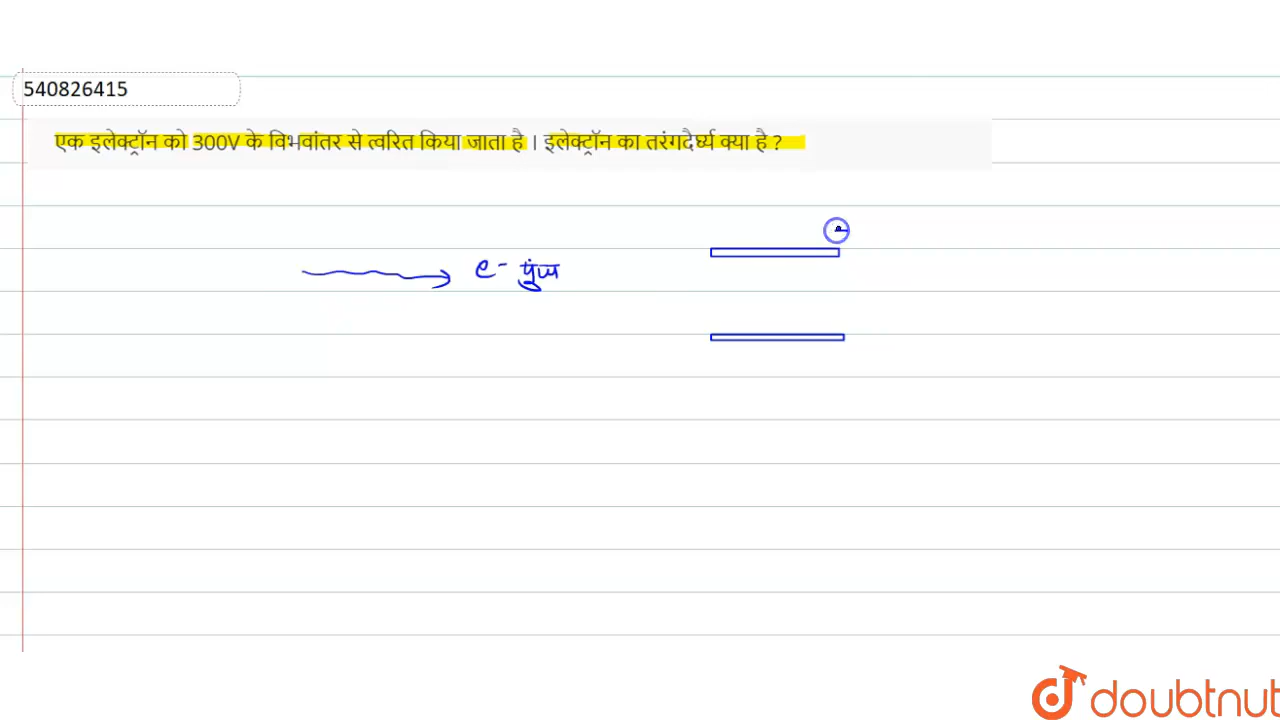 540826415
एक इलेक्ट्रॉन को 300V के विभवांतर से त्वरित किया जाता है । इलेक्ट्रॉन का तरंगदैर्घ्य क्या है ?
e- पुंज
doubtnut